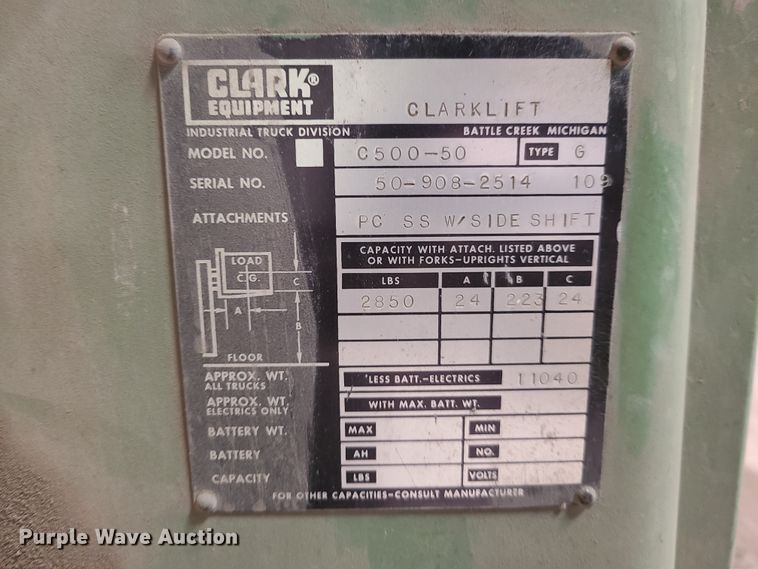 CLARK®
EQUIPMENT
CLARKLIFT
INDUSTRIAL TRUCK DIVISION BATTLE CREEK MICHIGAN
MODEL NO. C500-50 TYPE G
SERIAL NO. 50-908-2514 109
ATTACHMENTS PC SS W/SIDE SHIFT
CAPACITY WITH ATTACH. LISTED ABOVE
OR WITH FORKS-UPRIGHTS VERTICAL
LBS A B C
2850 24 223 24
LOAD
C.G.
C
A
B
FLOOR
APPROX. WT.
ALL TRUCKS
LESS BATT.-ELECTRICS 11040
APPROX. WT.
ELECTRICS ONLY
WITH MAX. BATT. WT.
BATTERY WT. MAX MIN
BATTERY AH NO.
CAPACITY LBS VOLTS
FOR OTHER CAPACITIES-CONSULT MANUFACTURER
Purple Wave Auction